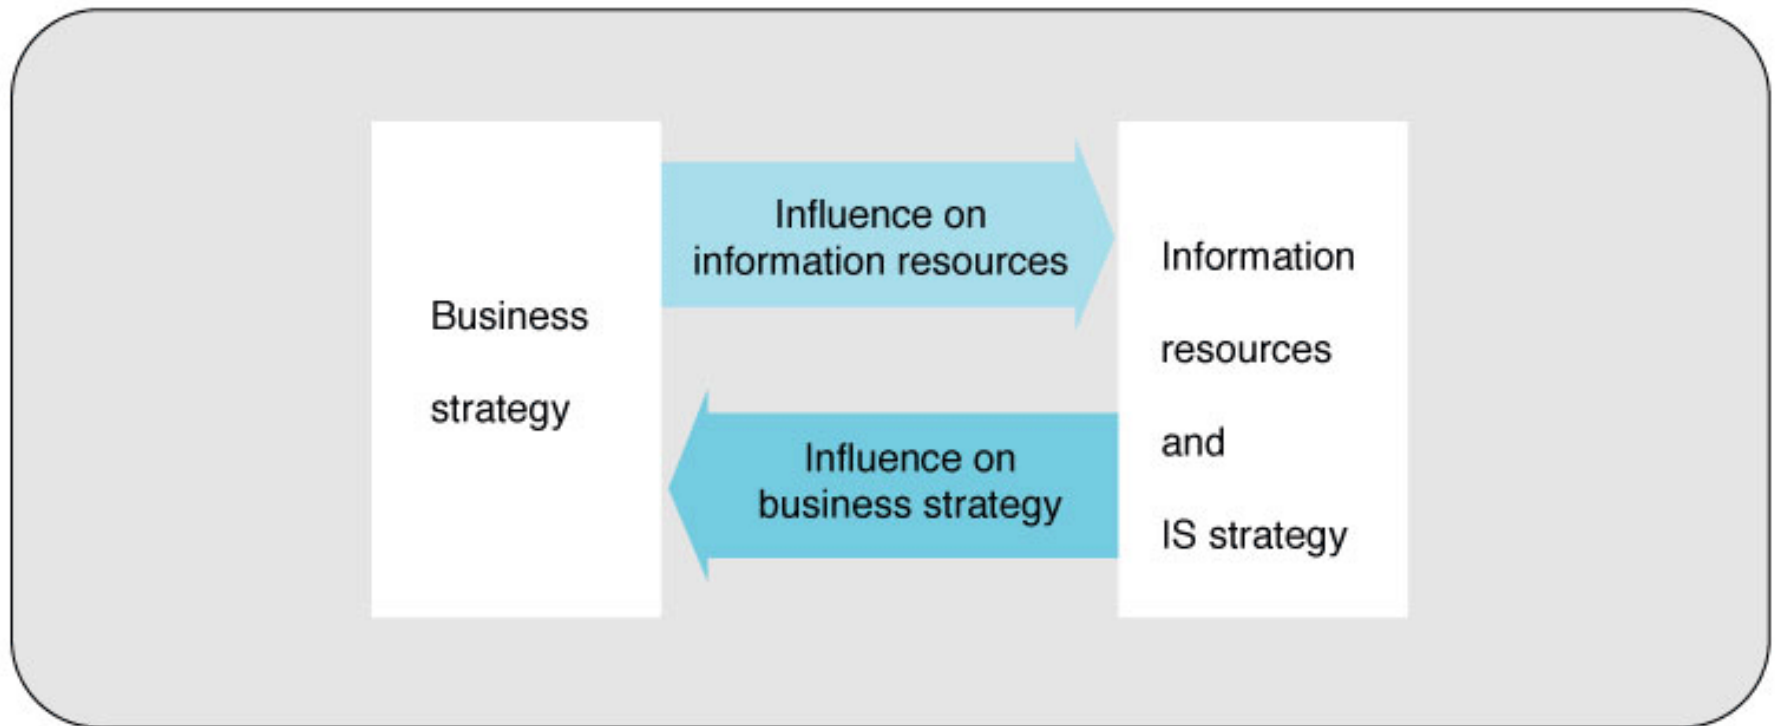 Business
strategy
Influence on
information resources
Influence on
business strategy
Information
resources
and
IS strategy